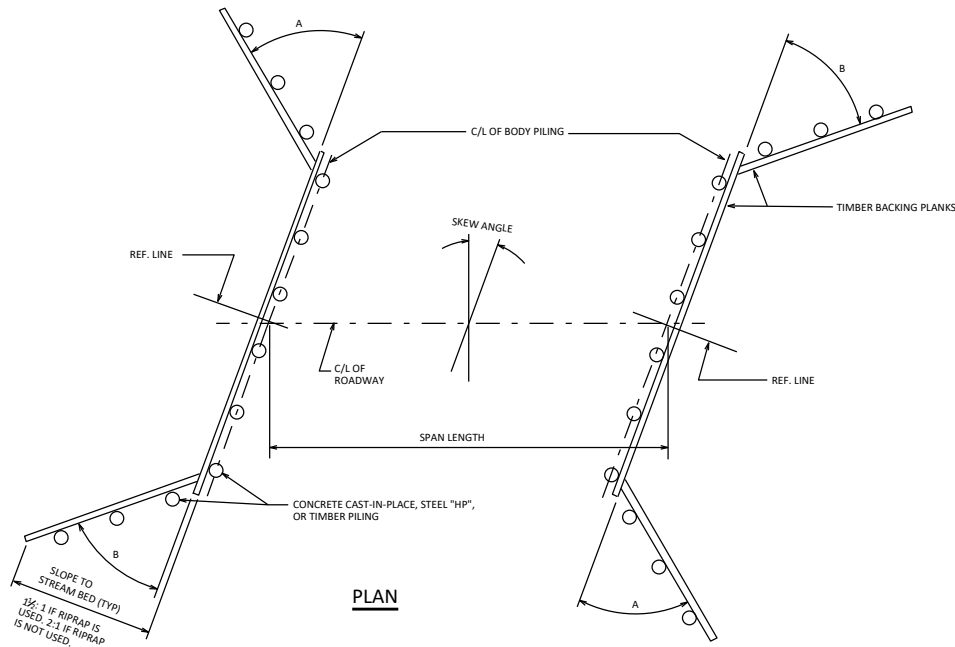 A
B
C/L OF BODY PILING
TIMBER BACKING PLANKS
SKEW ANGLE
REF. LINE
C/L OF
ROADWAY
REF. LINE
SPAN LENGTH
CONCRETE CAST-IN-PLACE, STEEL "HP",
OR TIMBER PILING
B
SLOPE TO
STREAM BED (TYP)
1½: 1 IF RIPRAP IS
USED, 2:1 IF RIPRAP
IS NOT USED.
PLAN
A